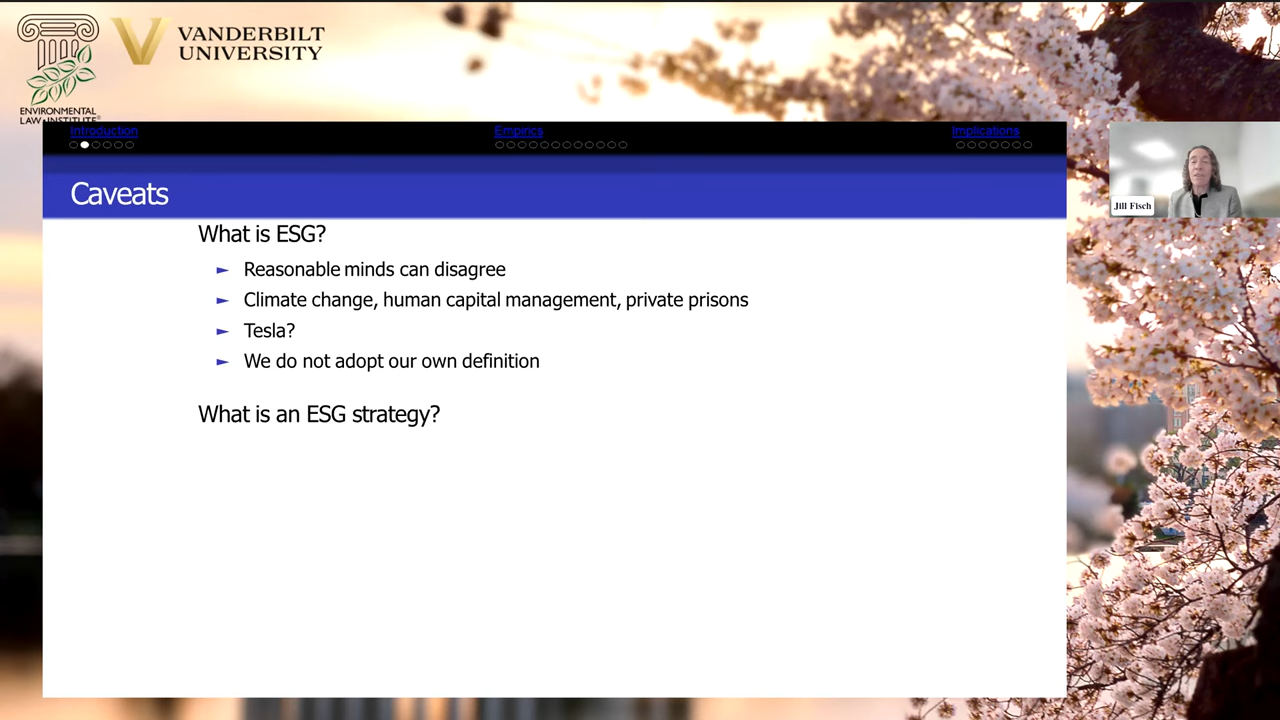 VANDERBILT
UNIVERSITY
ENVIRONMENTAL
LAW·INSTITUTE®
Introduction
Empirics
Implications
Caveats
Jill Fisch
What is ESG?
Reasonable minds can disagree
Climate change, human capital management, private prisons
Tesla?
We do not adopt our own definition
What is an ESG strategy?